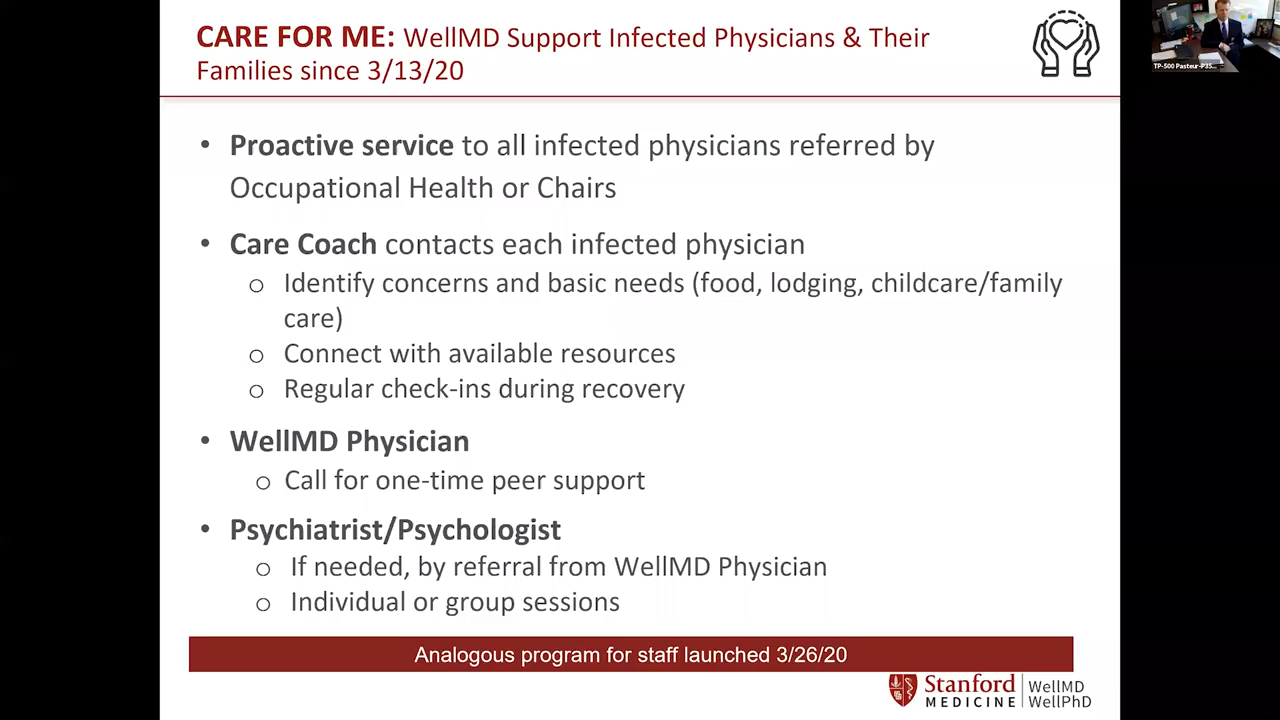 CARE FOR ME: WellMD Support Infected Physicians & Their
Families since 3/13/20
TP-500 Pasteur-P35...
• Proactive service to all infected physicians referred by
Occupational Health or Chairs
• Care Coach contacts each infected physician
o Identify concerns and basic needs (food, lodging, childcare/family
care)
o Connect with available resources
o Regular check-ins during recovery
• WellMD Physician
o Call for one-time peer support
• Psychiatrist/Psychologist
o If needed, by referral from WellMD Physician
o Individual or group sessions
Analogous program for staff launched 3/26/20
Stanford
MEDICINE
WellMD
WellPhD